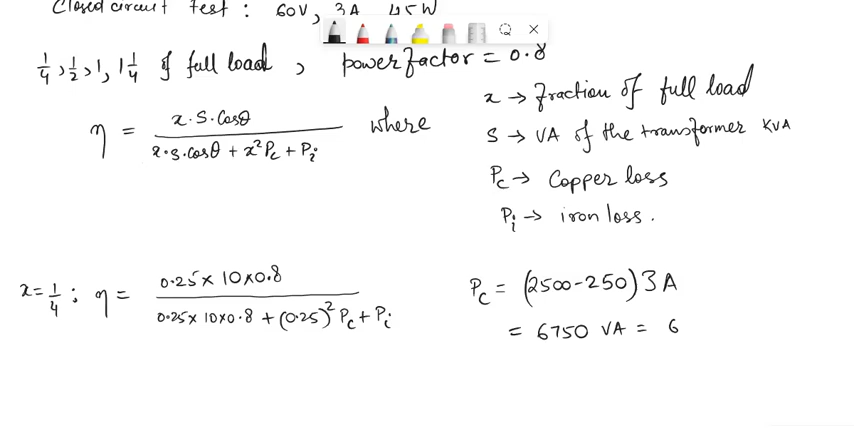 Closed circuit test : 60V, 3A 45W
1/4, 1/2, 1, 1 1/4 of full load, power factor = 0.8
η = x·S·Cosθ / x·S·cosθ + x²Pc + Pi where
x → fraction of full load
S → VA of the transformer KVA
Pc → Copper loss
Pi → iron loss.
x = 1/4 ; η = 0.25 × 10 × 0.8 / 0.25 × 10 × 0.8 + (0.25)² Pc + Pi
Pc = (2500-250) 3A
= 6750 VA = 6